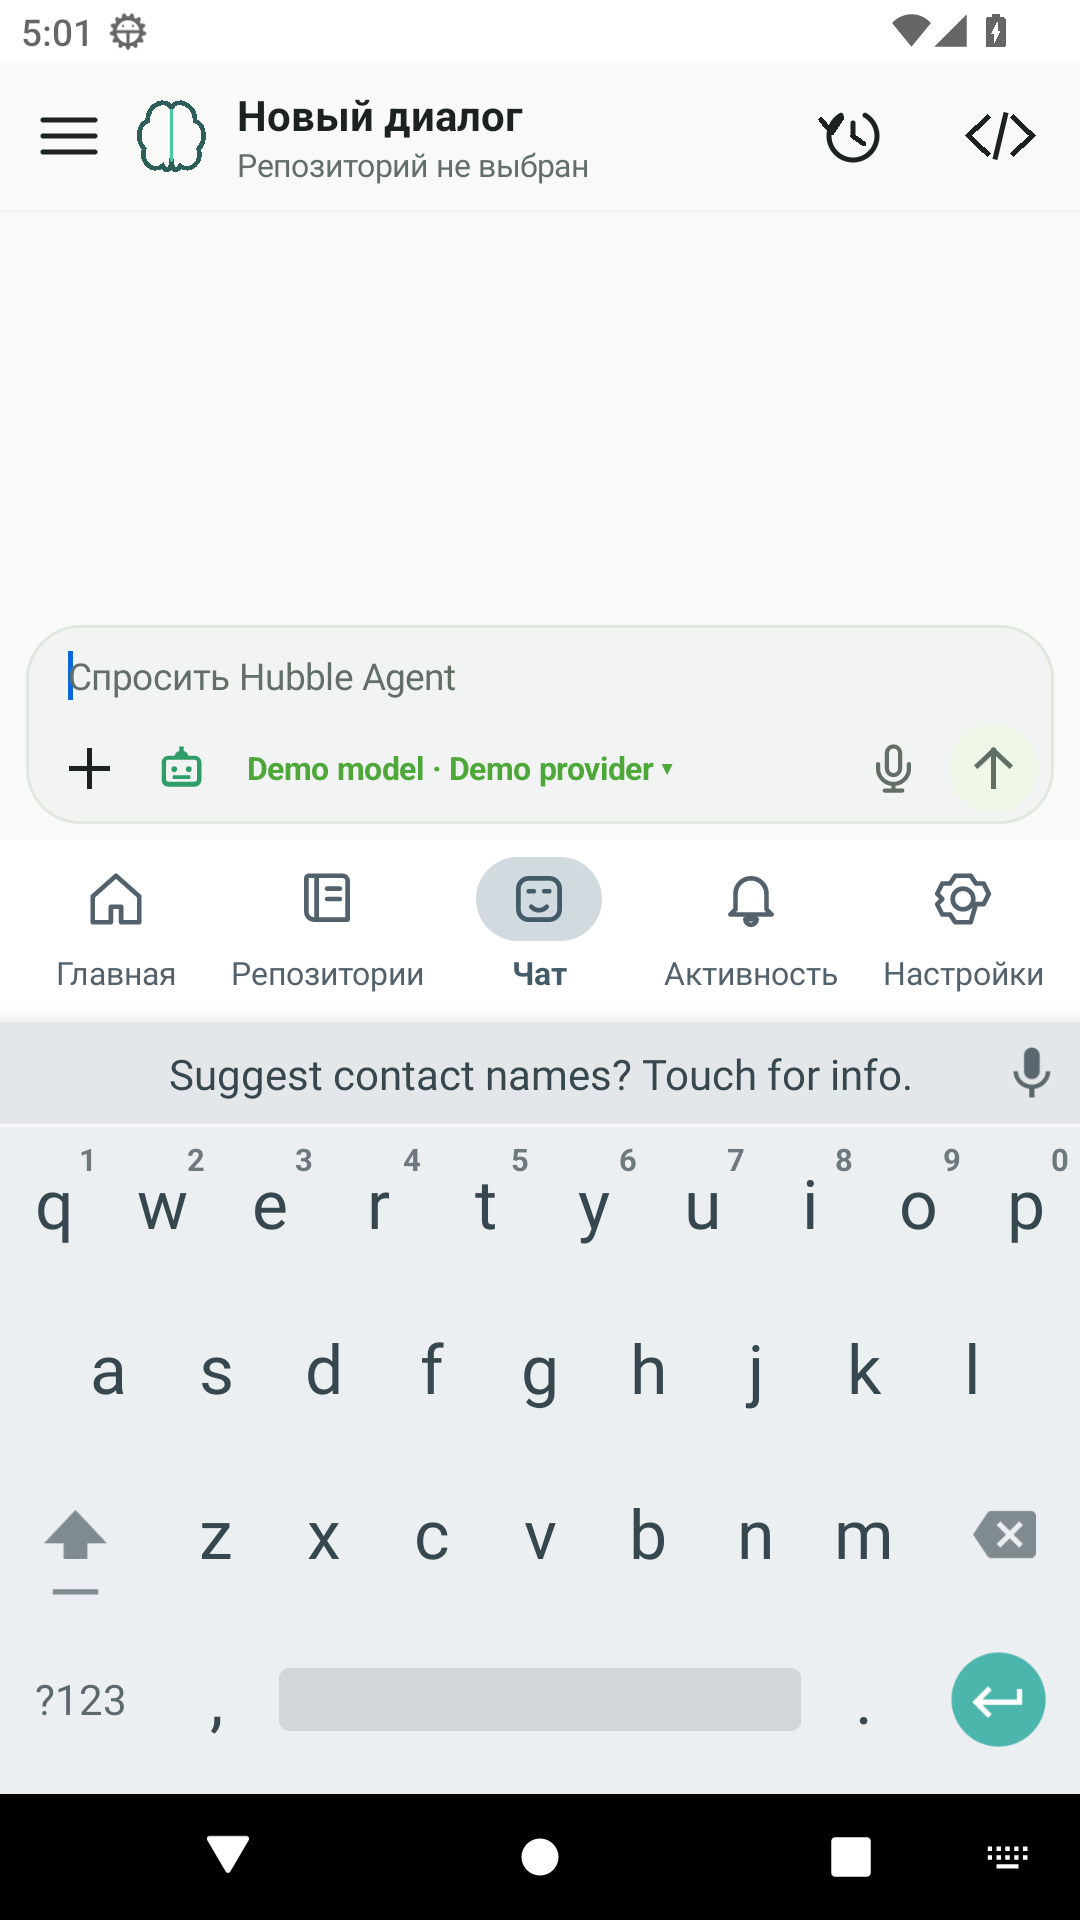 5:01
Новый диалог
Репозиторий не выбран
Спросить Hubble Agent
Demo model · Demo provider ▾
Главная Репозитории Чат Активность Настройки
Suggest contact names? Touch for info.
1 2 3 4 5 6 7 8 9 0
q w e r t y u i o p
a s d f g h j k l
z x c v b n m
?123 , .